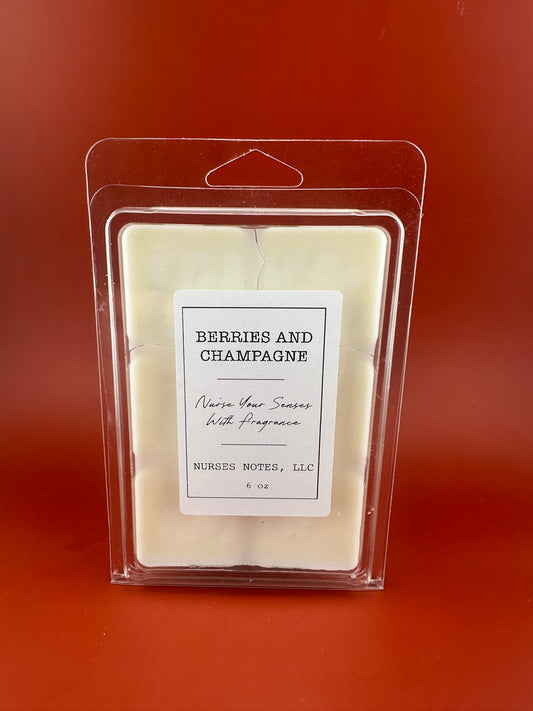 BERRIES AND
CHAMPAGNE
Nurse Your Senses
With Fragrance
NURSES NOTES, LLC
6 oz